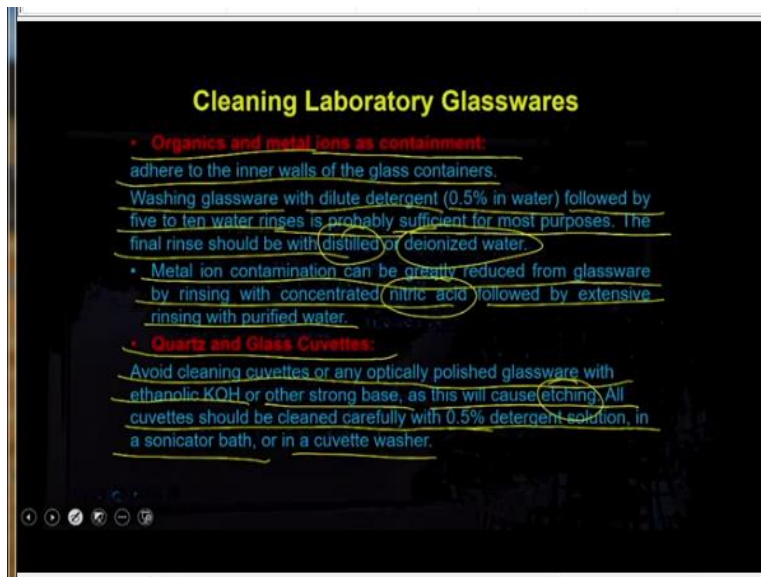 Cleaning Laboratory Glasswares
• Organics and metal ions as containment:
adhere to the inner walls of the glass containers.
Washing glassware with dilute detergent (0.5% in water) followed by
five to ten water rinses is probably sufficient for most purposes. The
final rinse should be with distilled or deionized water.
• Metal ion contamination can be greatly reduced from glassware
by rinsing with concentrated nitric acid followed by extensive
rinsing with purified water.
• Quartz and Glass Cuvettes:
Avoid cleaning cuvettes or any optically polished glassware with
ethanolic KOH or other strong base, as this will cause etching. All
cuvettes should be cleaned carefully with 0.5% detergent solution, in
a sonicator bath, or in a cuvette washer.